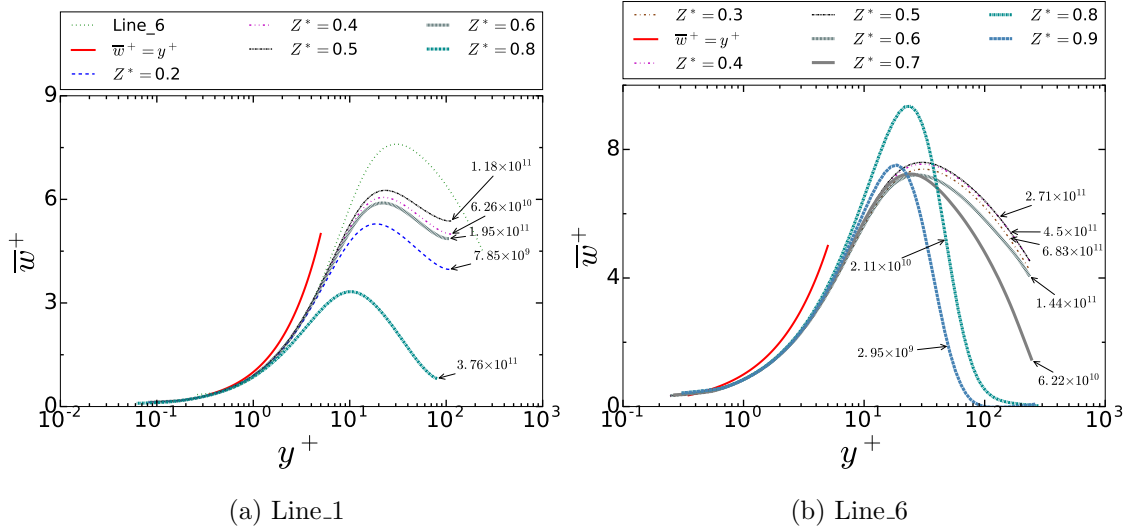 Line_6
w̅⁺=y⁺
Z*=0.2
Z*=0.4
Z*=0.5
Z*=0.6
Z*=0.8
9
6
3
0
w̅⁺
1.18×10¹¹
6.26×10¹⁰
1.95×10¹¹
7.85×10⁹
3.76×10¹¹
10⁻² 10⁻¹ 10⁰ 10¹ 10² 10³
y⁺
(a) Line_1
Z*=0.3
w̅⁺=y⁺
Z*=0.4
Z*=0.5
Z*=0.6
Z*=0.7
Z*=0.8
Z*=0.9
8
4
0
w̅⁺
2.71×10¹¹
4.5×10¹¹
6.83×10¹¹
2.11×10¹⁰
1.44×10¹¹
2.95×10⁹
6.22×10¹⁰
10⁻¹ 10⁰ 10¹ 10² 10³
y⁺
(b) Line_6